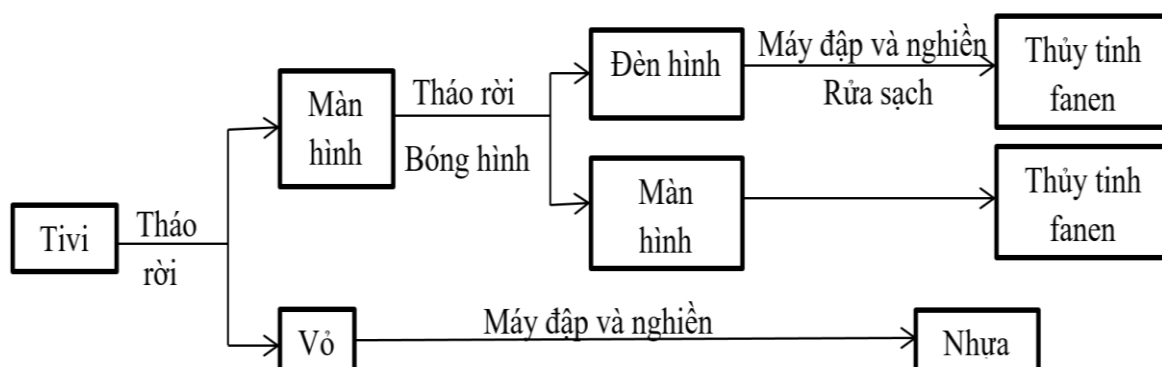 Tivi
Tháo
rời
Màn
hình
Tháo rời
Bóng hình
Đèn hình
Máy đập và nghiền
Rửa sạch
Thủy tinh
fanen
Màn
hình
Thủy tinh
fanen
Vỏ
Máy đập và nghiền
Nhựa